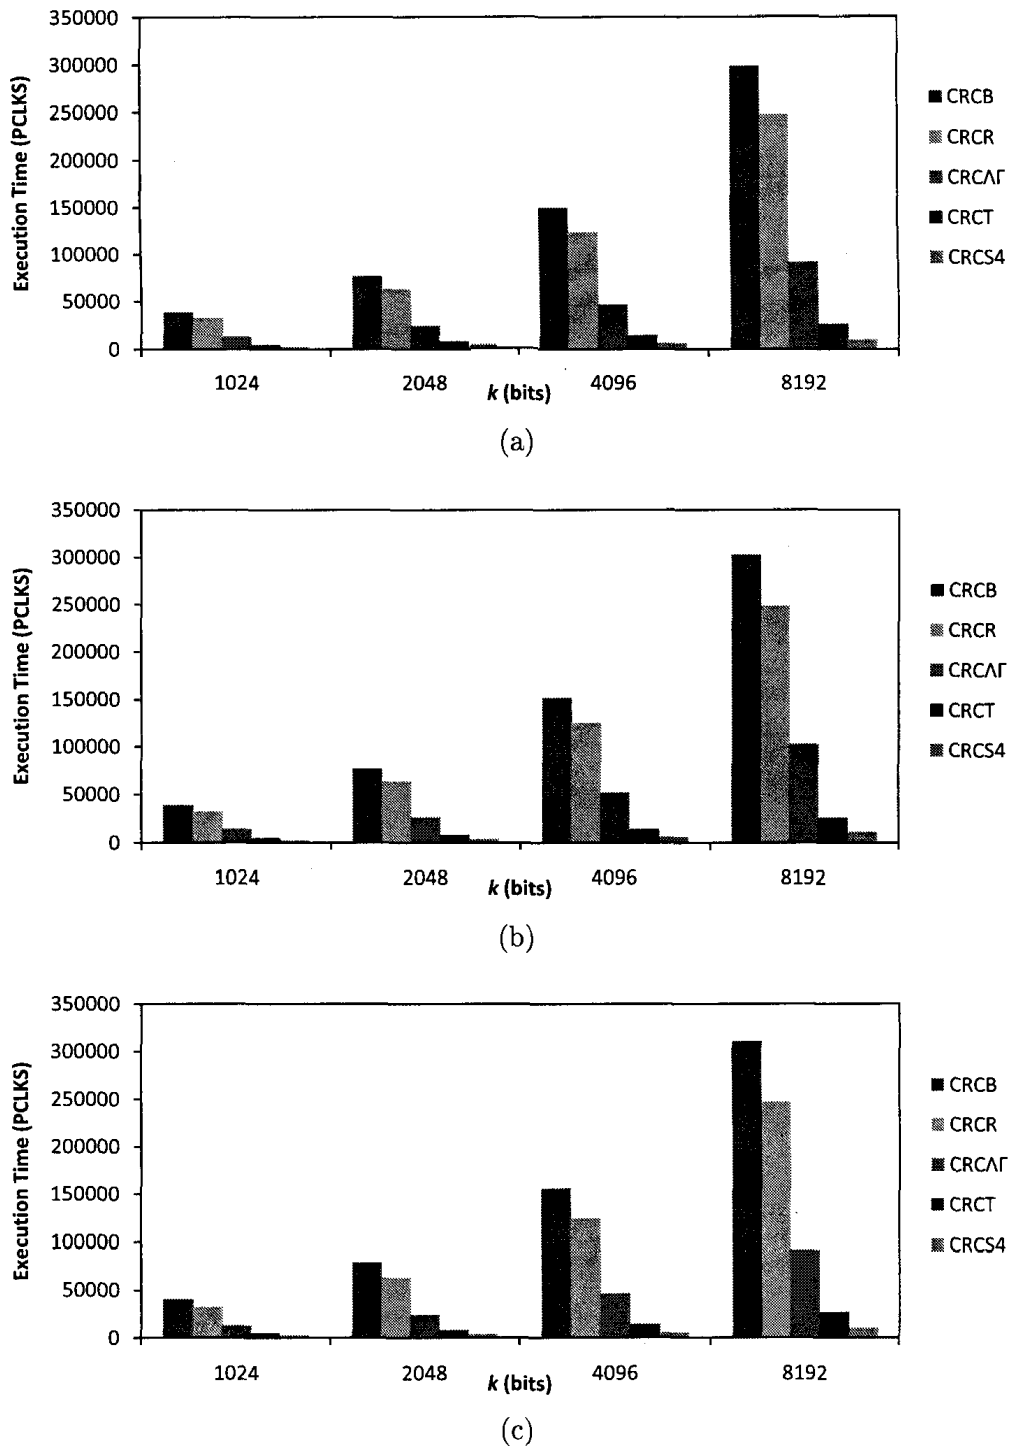 350000
300000
250000
200000
150000
100000
50000
0
Execution Time (PCLKS)
1024
2048
4096
8192
k (bits)
CRCB
CRCR
CRCΛΓ
CRCT
CRCS4
(a)
350000
300000
250000
200000
150000
100000
50000
0
Execution Time (PCLKS)
1024
2048
4096
8192
k (bits)
CRCB
CRCR
CRCΛΓ
CRCT
CRCS4
(b)
350000
300000
250000
200000
150000
100000
50000
0
Execution Time (PCLKS)
1024
2048
4096
8192
k (bits)
CRCB
CRCR
CRCΛΓ
CRCT
CRCS4
(c)